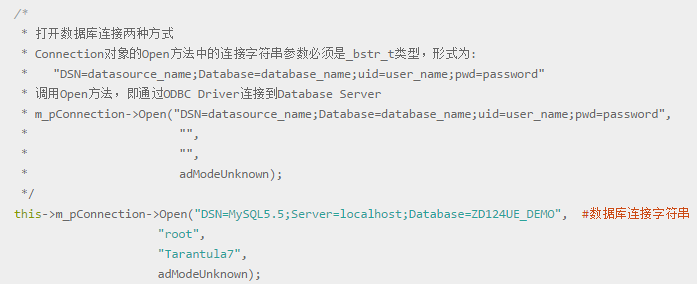 /*
* 打开数据库连接两种方式
* Connection对象的Open方法中的连接字符串参数必须是_bstr_t类型，形式为:
*   "DSN=datasource_name;Database=database_name;uid=user_name;pwd=password"
* 调用Open方法，即通过ODBC Driver连接到Database Server
* m_pConnection->Open("DSN=datasource_name;Database=database_name;uid=user_name;pwd=password",
*                     "",
*                     "",
*                     adModeUnknown);
*/
this->m_pConnection->Open("DSN=MySQL5.5;Server=localhost;Database=ZD124UE_DEMO",  #数据库连接字符串
                    "root",
                    "Tarantula7",
                    adModeUnknown);